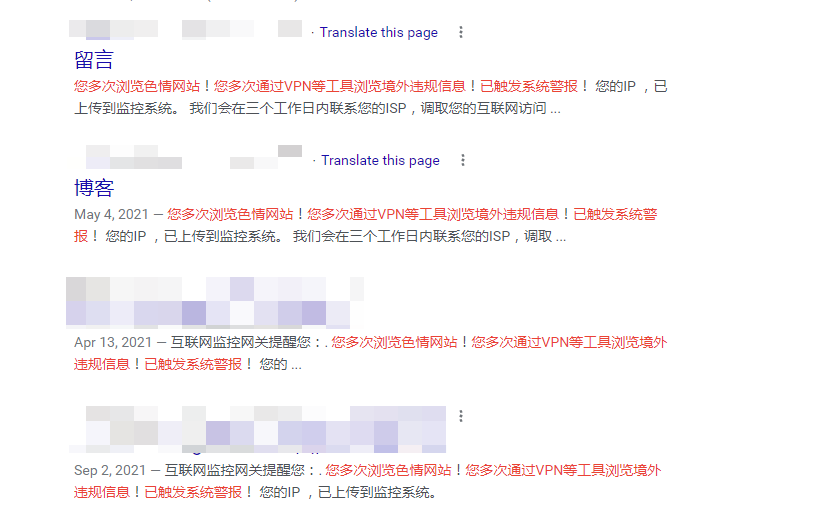 · Translate this page
留言
您多次浏览色情网站！您多次通过VPN等工具浏览境外违规信息！已触发系统警报！ 您的IP ，已
上传到监控系统。 我们会在三个工作日内联系您的ISP，调取您的互联网访问 ...
· Translate this page
博客
May 4, 2021 — 您多次浏览色情网站！您多次通过VPN等工具浏览境外违规信息！已触发系统警
报！ 您的IP ，已上传到监控系统。 我们会在三个工作日内联系您的ISP，调取 ...
Apr 13, 2021 — 互联网监控网关提醒您：. 您多次浏览色情网站！您多次通过VPN等工具浏览境外
违规信息！已触发系统警报！ 您的 ...
Sep 2, 2021 — 互联网监控网关提醒您：. 您多次浏览色情网站！您多次通过VPN等工具浏览境外
违规信息！已触发系统警报！ 您的IP ，已上传到监控系统。